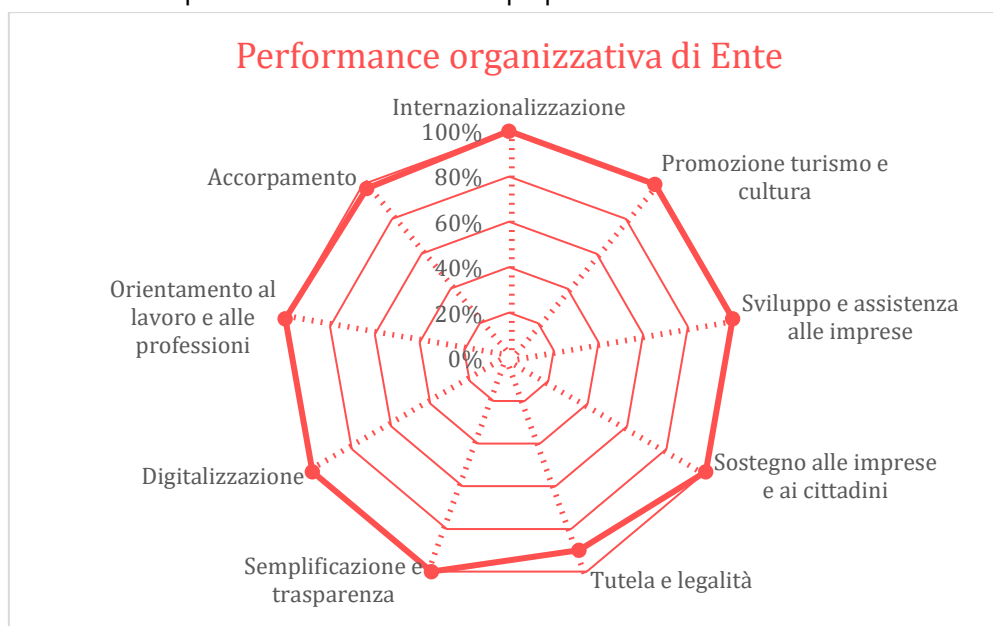 Performance organizzativa di Ente
Internazionalizzazione
100%
80%
60%
40%
20%
0%
Promozione turismo e
cultura
Sviluppo e assistenza
alle imprese
Sostegno alle imprese
e ai cittadini
Tutela e legalità
Semplificazione e
trasparenza
Digitalizzazione
Orientamento al
lavoro e alle
professioni
Accorpamento